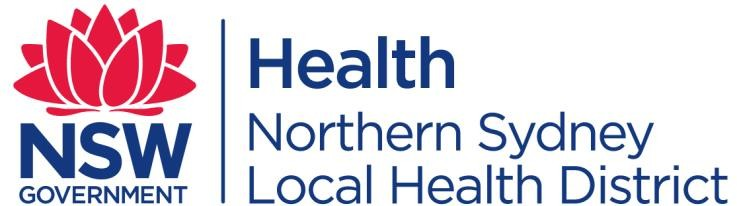 NSW
GOVERNMENT
Health
Northern Sydney
Local Health District